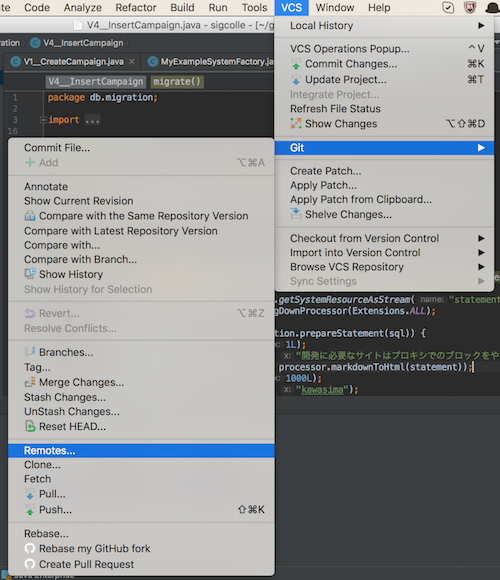 te Code Analyze Refactor Build Run Tools VCS Window Help
V4__InsertCampaign.java - sigcolle - [~/g
gration V4__InsertCampaign
V1__CreateCampaign.java MyExampleSystemFactory.j
V4__InsertCampaign migrate()
1 package db.migration;
2
3 import ...
16
Local History
VCS Operations Popup... ^V
Commit Changes... ⌘K
Update Project... ⌘T
Integrate Project...
Refresh File Status
Show Changes ⌥⇧⌘D
Git
Create Patch...
Apply Patch...
Apply Patch from Clipboard...
Shelve Changes...
Checkout from Version Control
Import into Version Control
Browse VCS Repository
Sync Settings
Commit File...
Add ⌥⌘A
Annotate
Show Current Revision
Compare with the Same Repository Version
Compare with Latest Repository Version
Compare with...
Compare with Branch...
Show History
Show History for Selection
Revert... ⌥⌘Z
Resolve Conflicts...
Branches...
Tag...
Merge Changes...
Stash Changes...
UnStash Changes...
Reset HEAD...
Remotes...
Clone...
Fetch
Pull...
Push... ⇧⌘K
Rebase...
Rebase my GitHub fork
Create Pull Request
.getSystemResourceAsStream( name: "statement
gDownProcessor(Extensions.ALL);
tion.prepareStatement(sql)) {
x: 1L);
x: "開発に必要なサイトはプロキシでのブロックをや
processor.markdownToHtml(statement));
x: 1000L);
x: "kawasima");
Java Enterprise